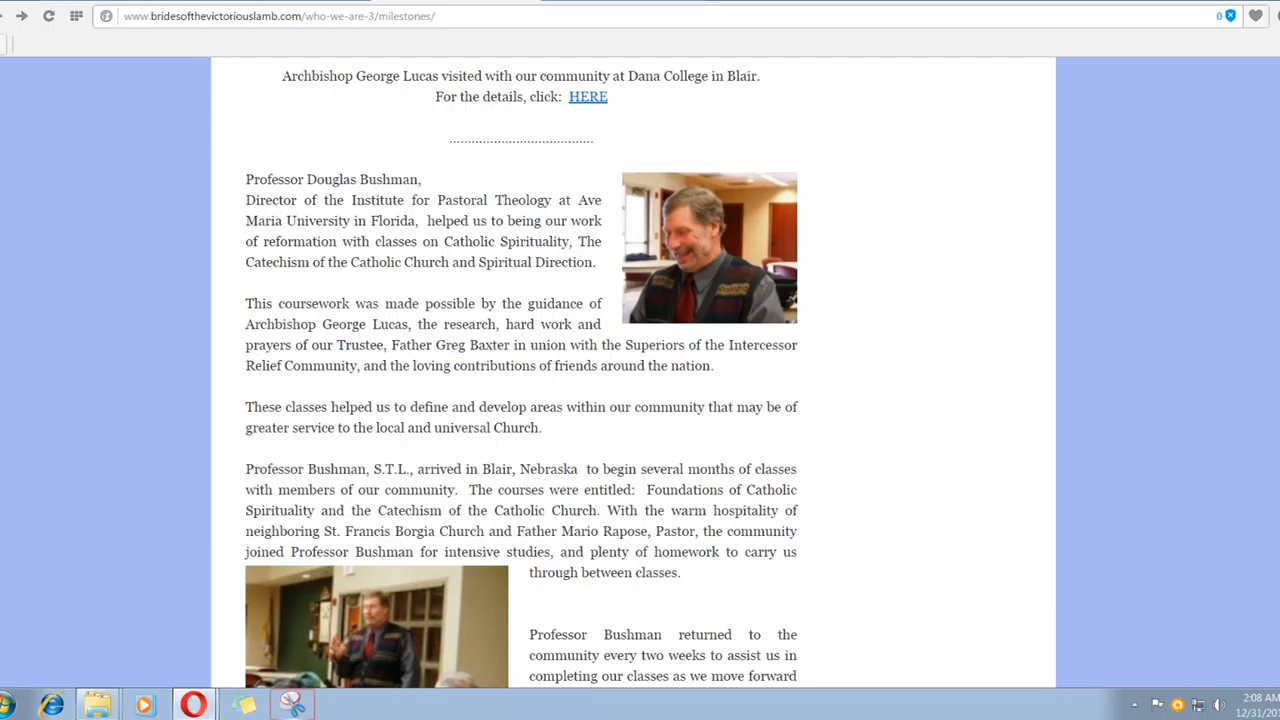 www.bridesofthevictoriouslamb.com/who-we-are-3/milestones/
0
Archbishop George Lucas visited with our community at Dana College in Blair.
For the details, click: HERE
.......................................
Professor Douglas Bushman,
Director of the Institute for Pastoral Theology at Ave
Maria University in Florida, helped us to being our work
of reformation with classes on Catholic Spirituality, The
Catechism of the Catholic Church and Spiritual Direction.
This coursework was made possible by the guidance of
Archbishop George Lucas, the research, hard work and
prayers of our Trustee, Father Greg Baxter in union with the Superiors of the Intercessor
Relief Community, and the loving contributions of friends around the nation.
These classes helped us to define and develop areas within our community that may be of
greater service to the local and universal Church.
Professor Bushman, S.T.L., arrived in Blair, Nebraska to begin several months of classes
with members of our community. The courses were entitled: Foundations of Catholic
Spirituality and the Catechism of the Catholic Church. With the warm hospitality of
neighboring St. Francis Borgia Church and Father Mario Rapose, Pastor, the community
joined Professor Bushman for intensive studies, and plenty of homework to carry us
through between classes.
Professor Bushman returned to the
community every two weeks to assist us in
completing our classes as we move forward
2:08 AM
12/31/20